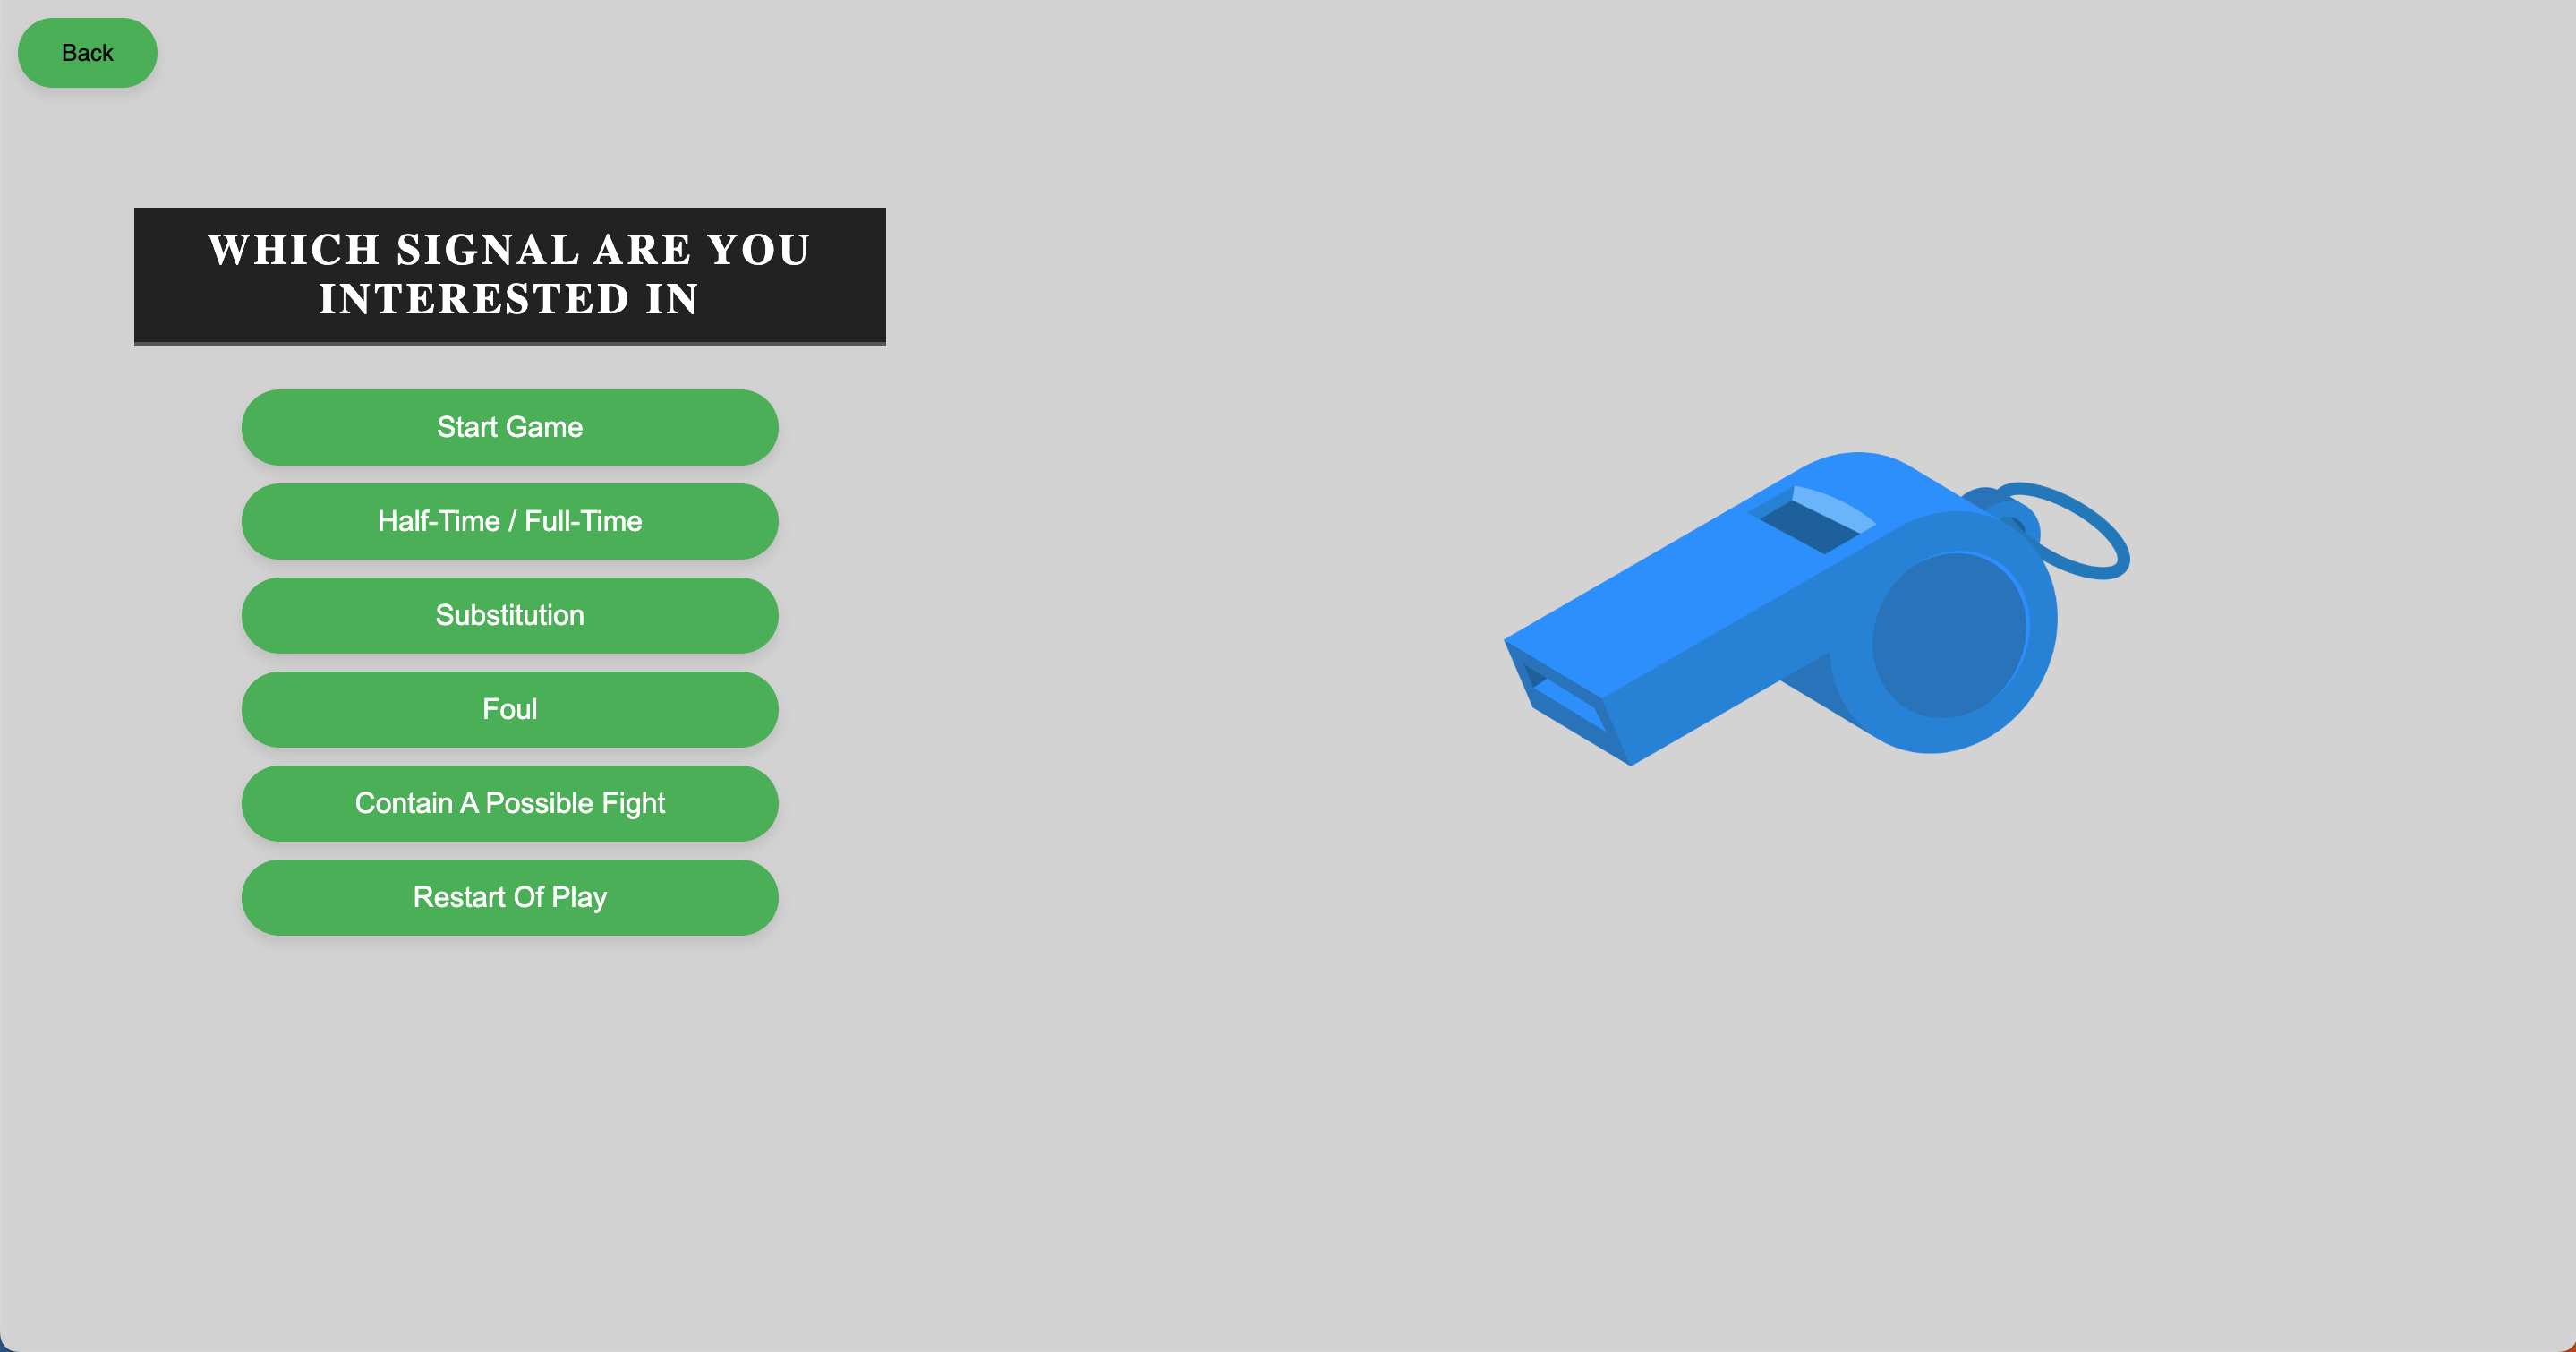 Back
WHICH SIGNAL ARE YOU
INTERESTED IN
Start Game
Half-Time / Full-Time
Substitution
Foul
Contain A Possible Fight
Restart Of Play